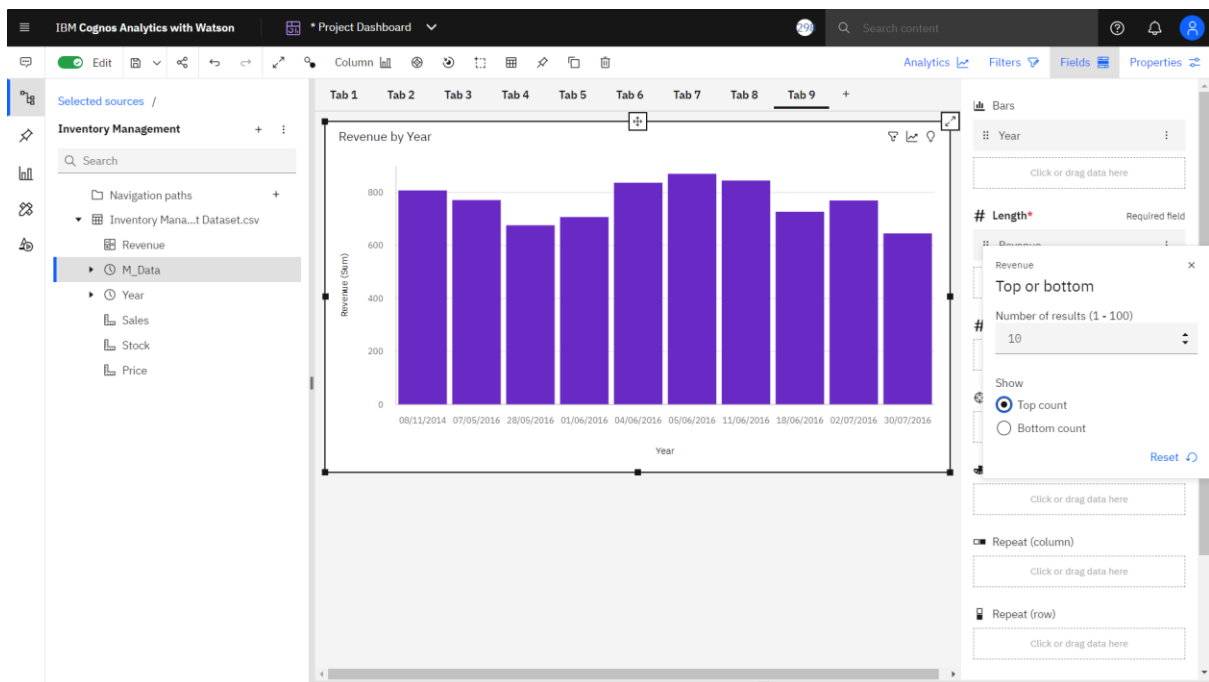 IBM Cognos Analytics with Watson
* Project Dashboard
Search content
Edit
Column
Analytics
Filters
Fields
Properties
Selected sources /
Inventory Management
Search
Navigation paths
Inventory Mana...t Dataset.csv
Revenue
M_Data
Year
Sales
Stock
Price
Tab 1 Tab 2 Tab 3 Tab 4 Tab 5 Tab 6 Tab 7 Tab 8 Tab 9 +
Revenue by Year
Revenue (Sum)
800
600
400
200
0
08/11/2014 07/05/2016 28/05/2016 01/06/2016 04/06/2016 05/06/2016 11/06/2016 18/06/2016 02/07/2016 30/07/2016
Year
Bars
Year
Click or drag data here
# Length* Required field
Revenue
Revenue
Top or bottom
Number of results (1 - 100)
10
Show
Top count
Bottom count
Reset
#
Click or drag data here
Repeat (column)
Click or drag data here
Repeat (row)
Click or drag data here